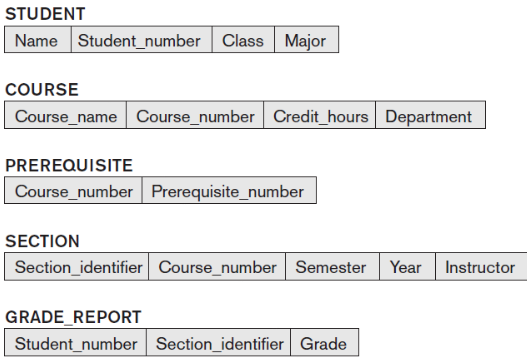 STUDENT
Name Student_number Class Major
COURSE
Course_name Course_number Credit_hours Department
PREREQUISITE
Course_number Prerequisite_number
SECTION
Section_identifier Course_number Semester Year Instructor
GRADE_REPORT
Student_number Section_identifier Grade